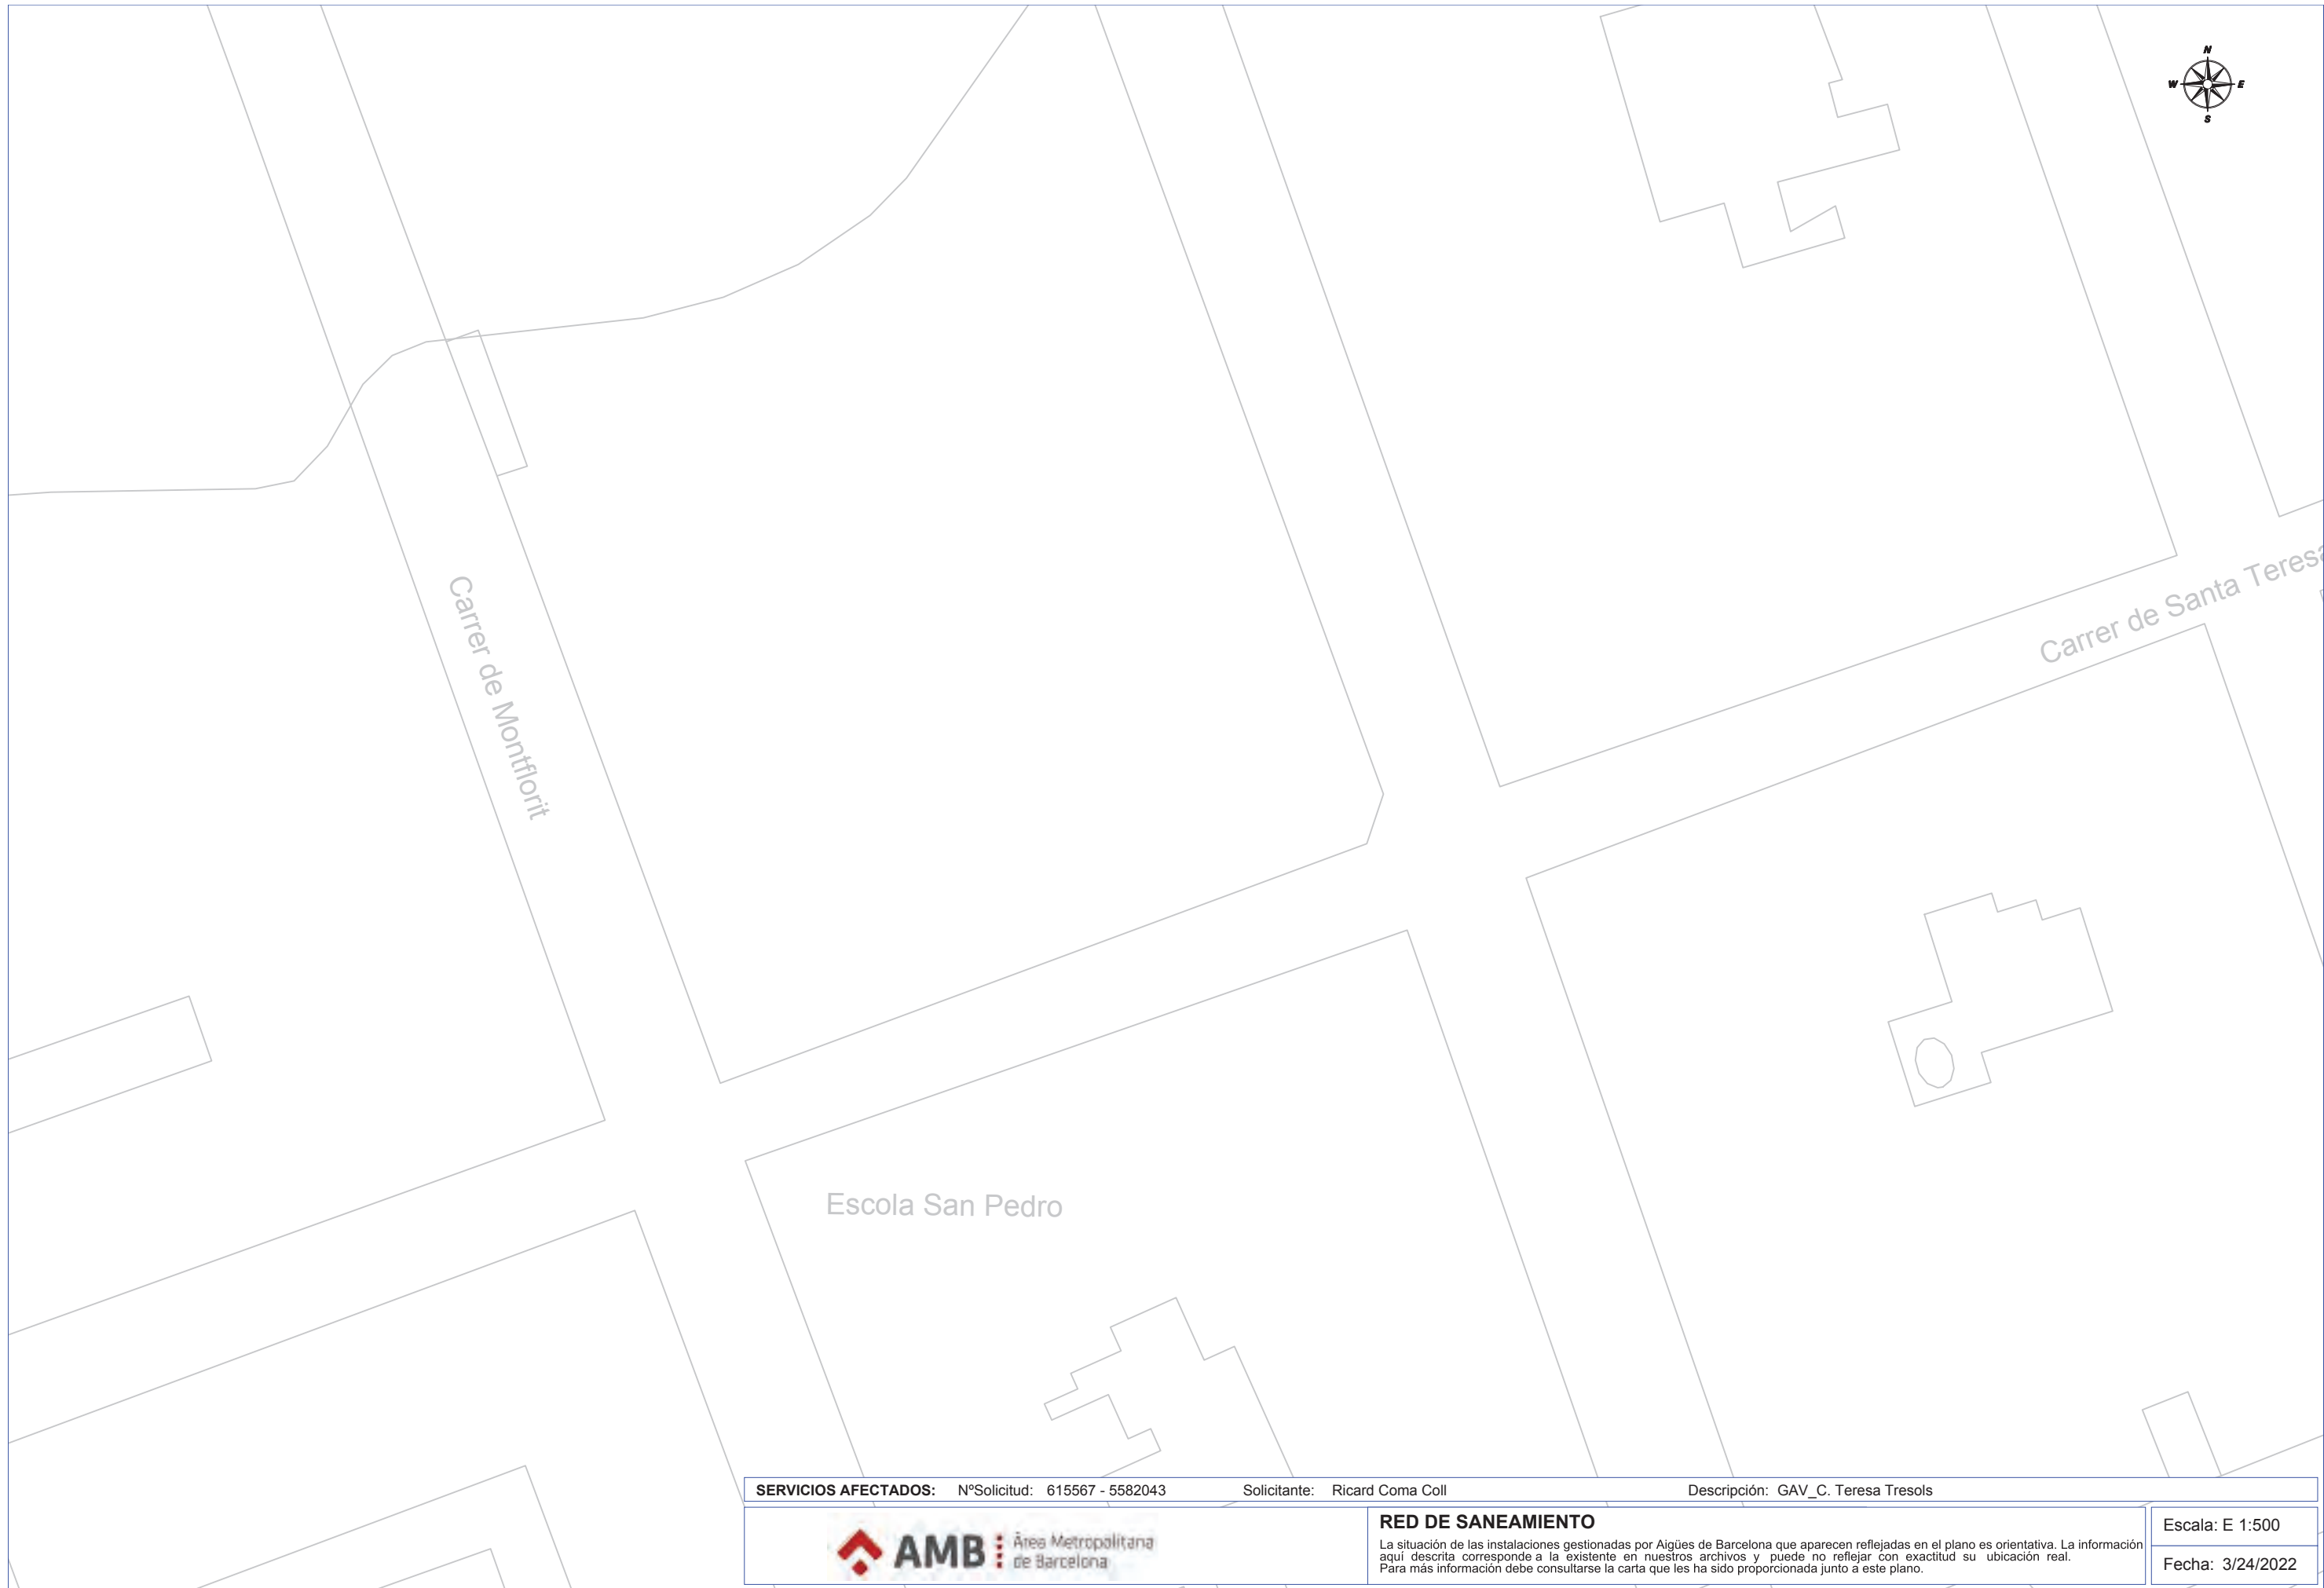 N
W E
S
Carrer de Santa Teresa
Carrer de Montflorit
Escola San Pedro
SERVICIOS AFECTADOS: NºSolicitud: 615567 - 5582043 Solicitante: Ricard Coma Coll Descripción: GAV_C. Teresa Tresols
AMB Àrea Metropolitana
de Barcelona
RED DE SANEAMIENTO
La situación de las instalaciones gestionadas por Aigües de Barcelona que aparecen reflejadas en el plano es orientativa. La información
aquí descrita corresponde a la existente en nuestros archivos y puede no reflejar con exactitud su ubicación real.
Para más información debe consultarse la carta que les ha sido proporcionada junto a este plano.
Escala: E 1:500
Fecha: 3/24/2022